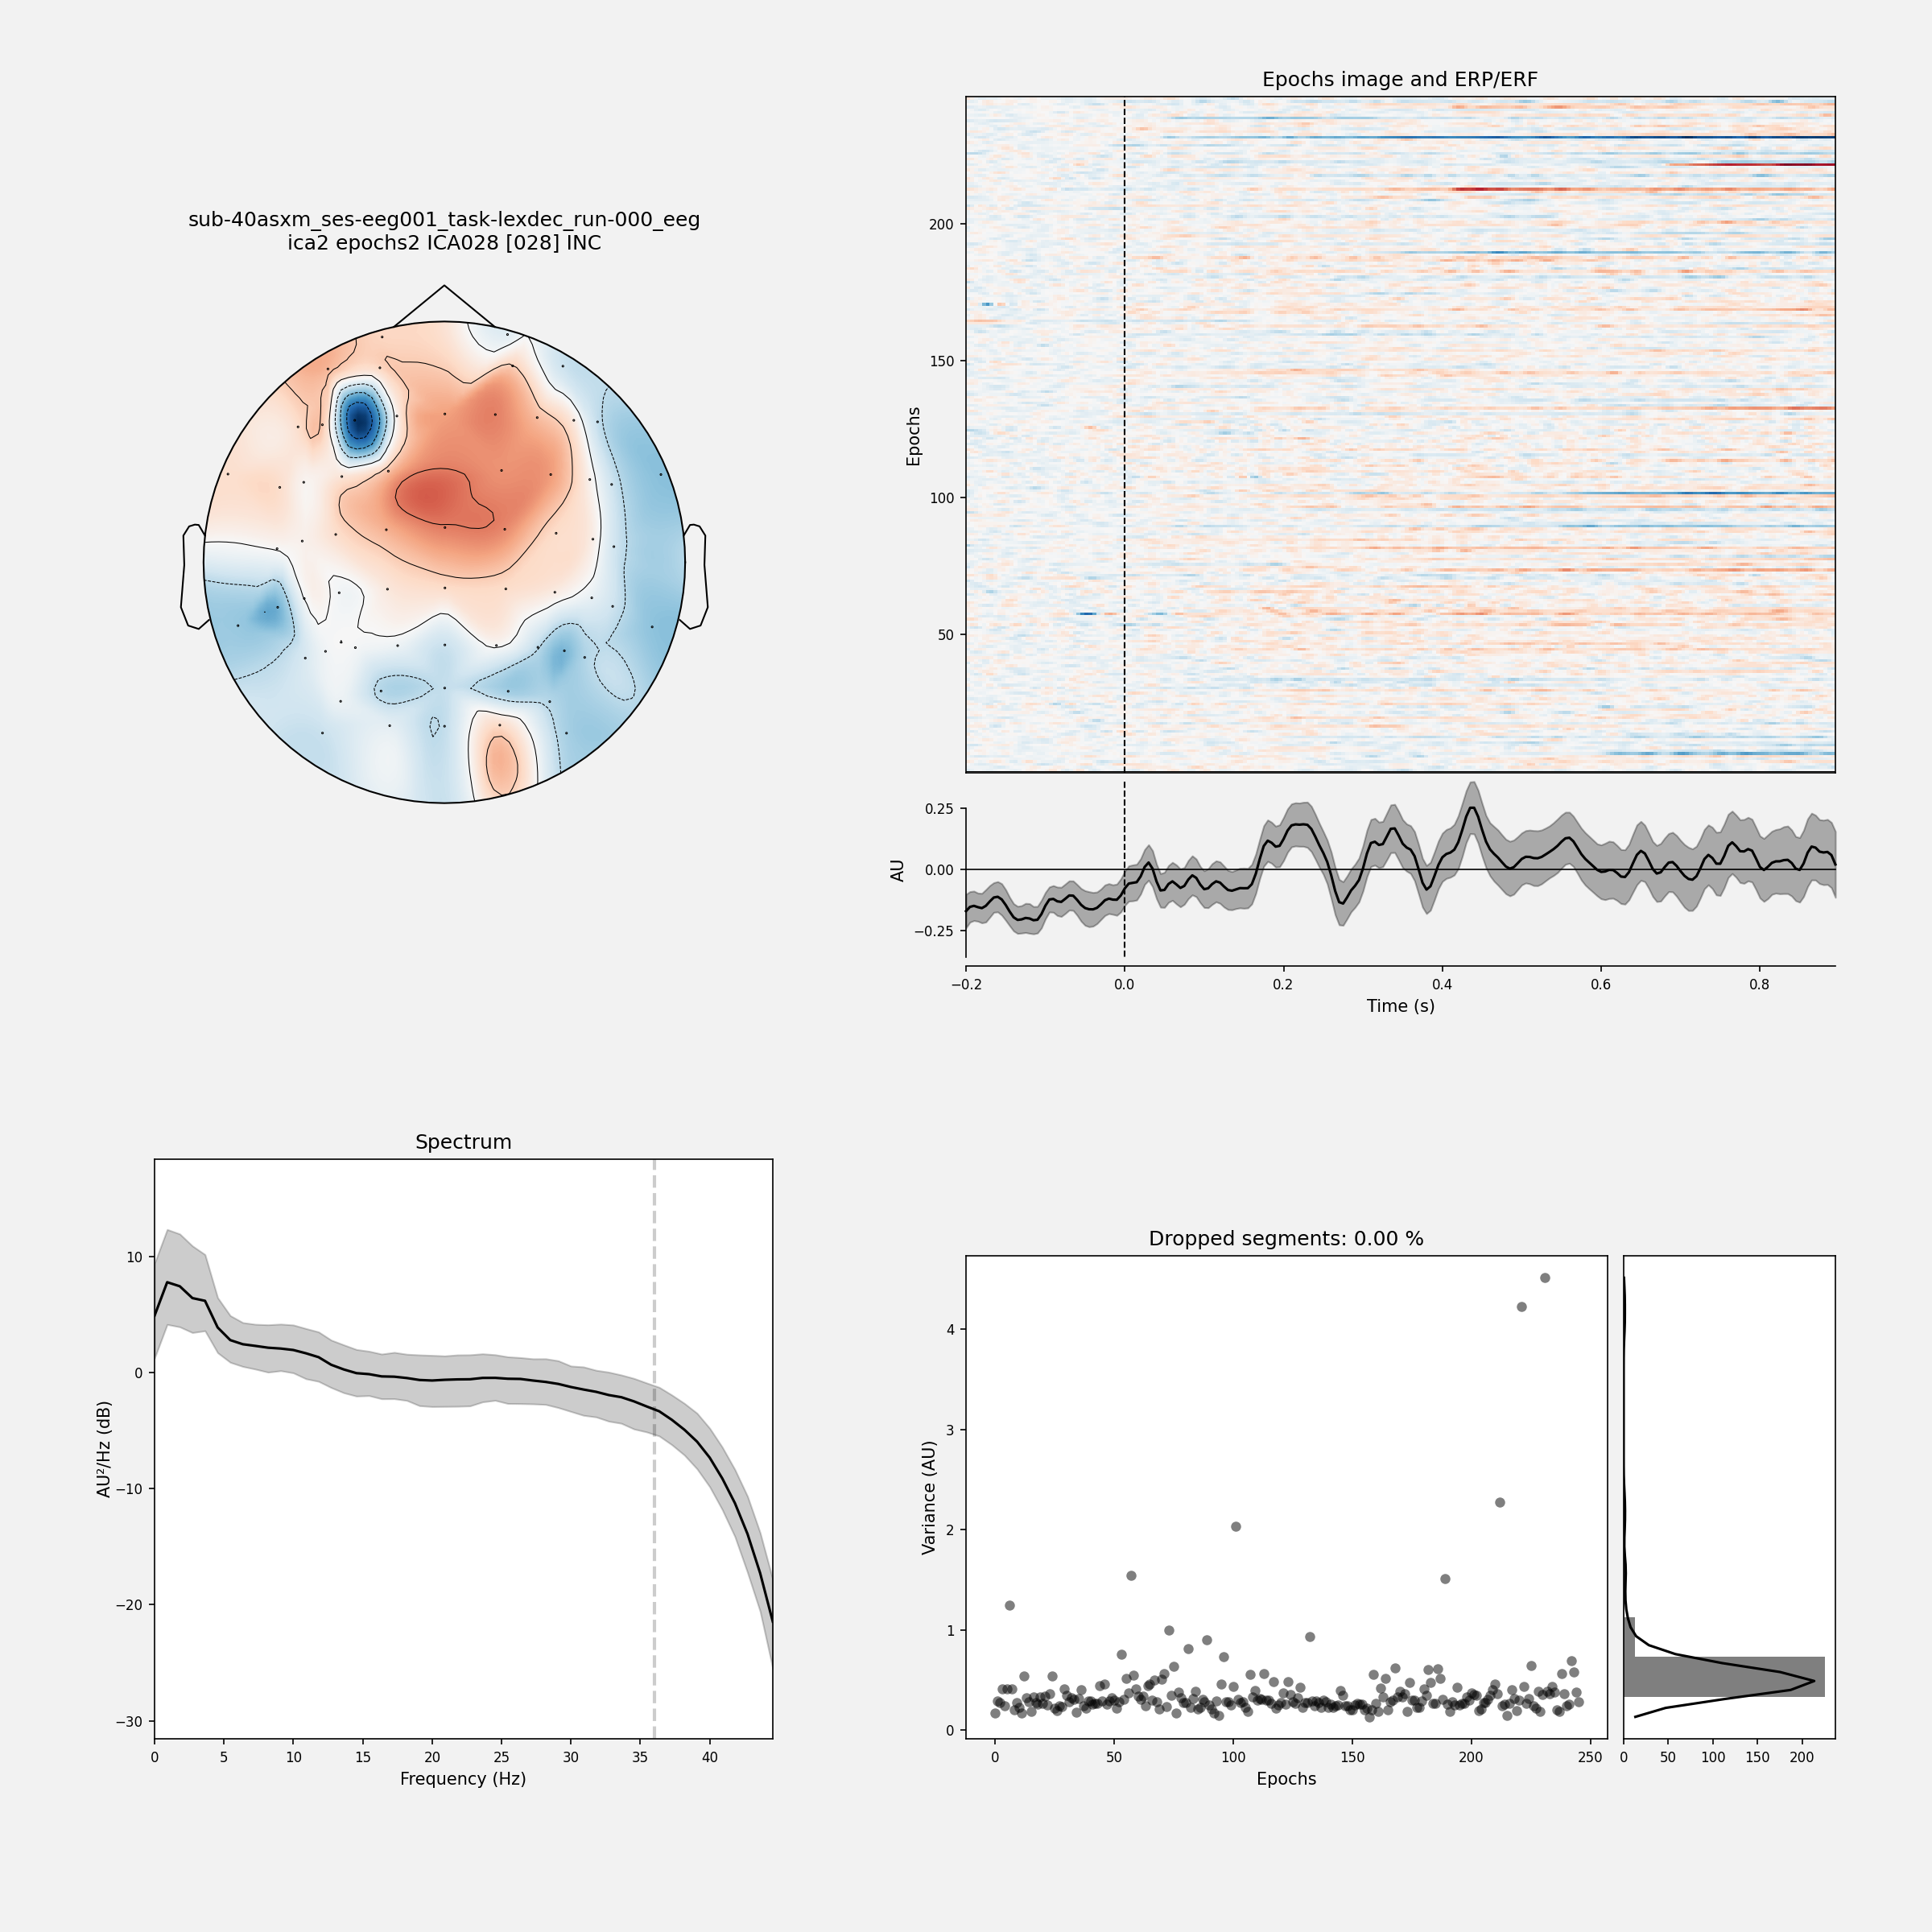 sub-40asxm_ses-eeg001_task-lexdec_run-000_eeg
ica2 epochs2 ICA028 [028] INC
Epochs image and ERP/ERF
Epochs
200
150
100
50
AU
0.25
0.00
−0.25
−0.2 0.0 0.2 0.4 0.6 0.8
Time (s)
Spectrum
AU²/Hz (dB)
10
0
−10
−20
−30
0 5 10 15 20 25 30 35 40
Frequency (Hz)
Dropped segments: 0.00 %
Variance (AU)
4
3
2
1
0
0 50 100 150 200 250
Epochs
0 50 100 150 200